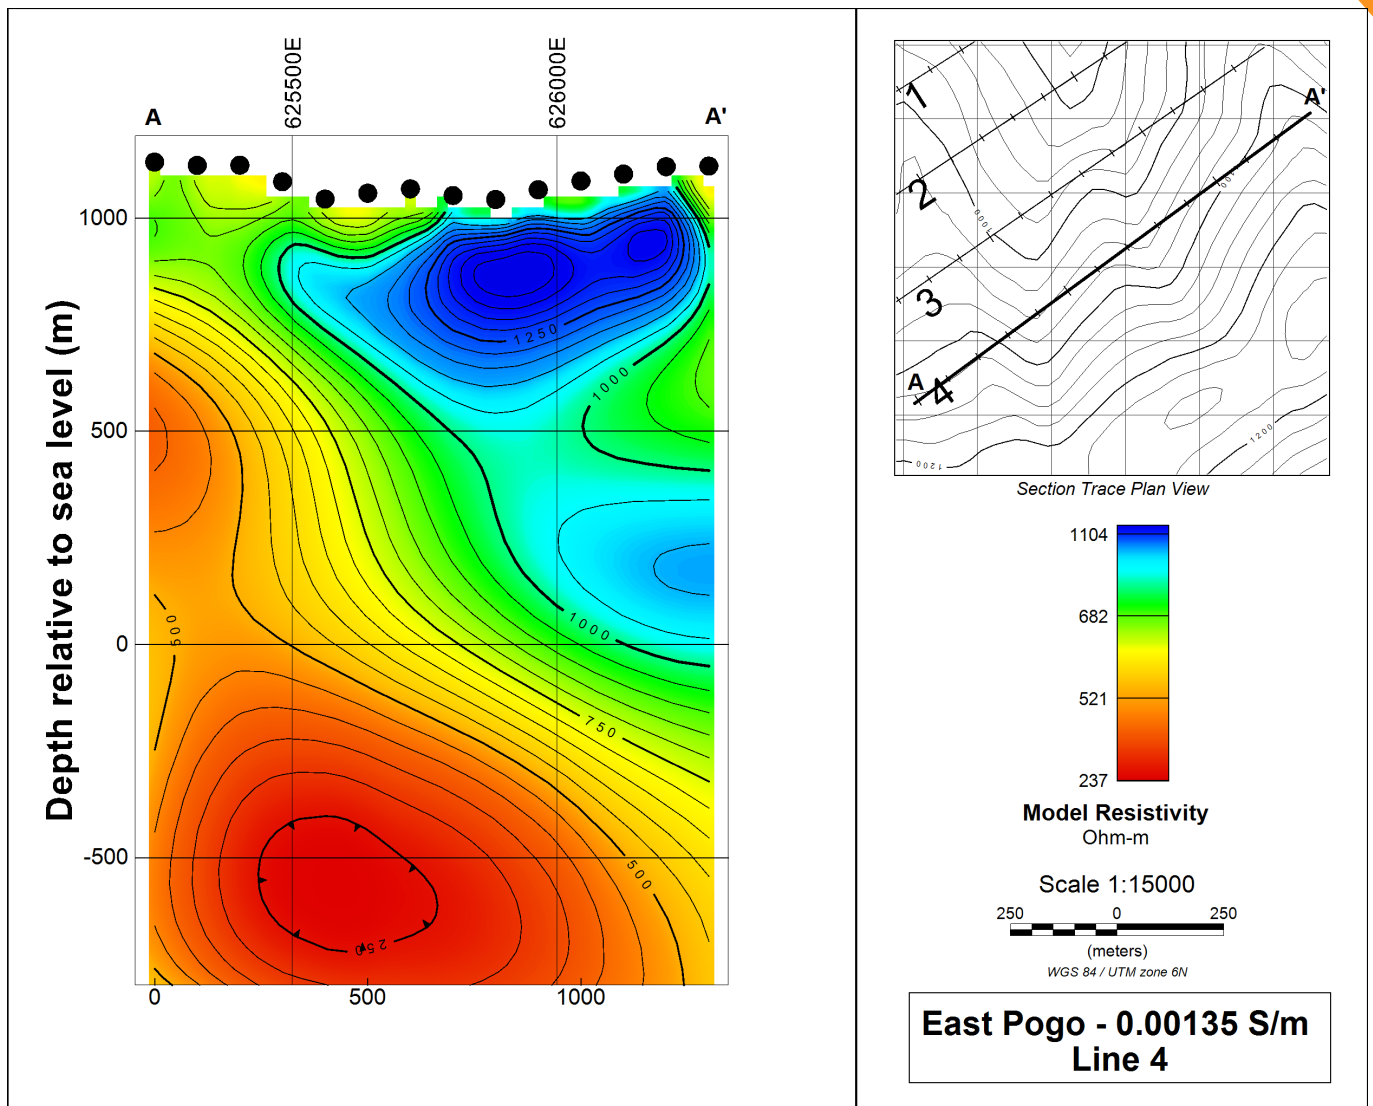 625500E
626000E
A
A'
1000
500
0
-500
Depth relative to sea level (m)
1250
1000
500
1000
750
500
250
0
500
1000
1
2
3
4
A
A'
1000
1000
1200
1200
Section Trace Plan View
1104
682
521
237
Model Resistivity
Ohm-m
Scale 1:15000
250
0
250
(meters)
WGS 84 / UTM zone 6N
East Pogo - 0.00135 S/m
Line 4